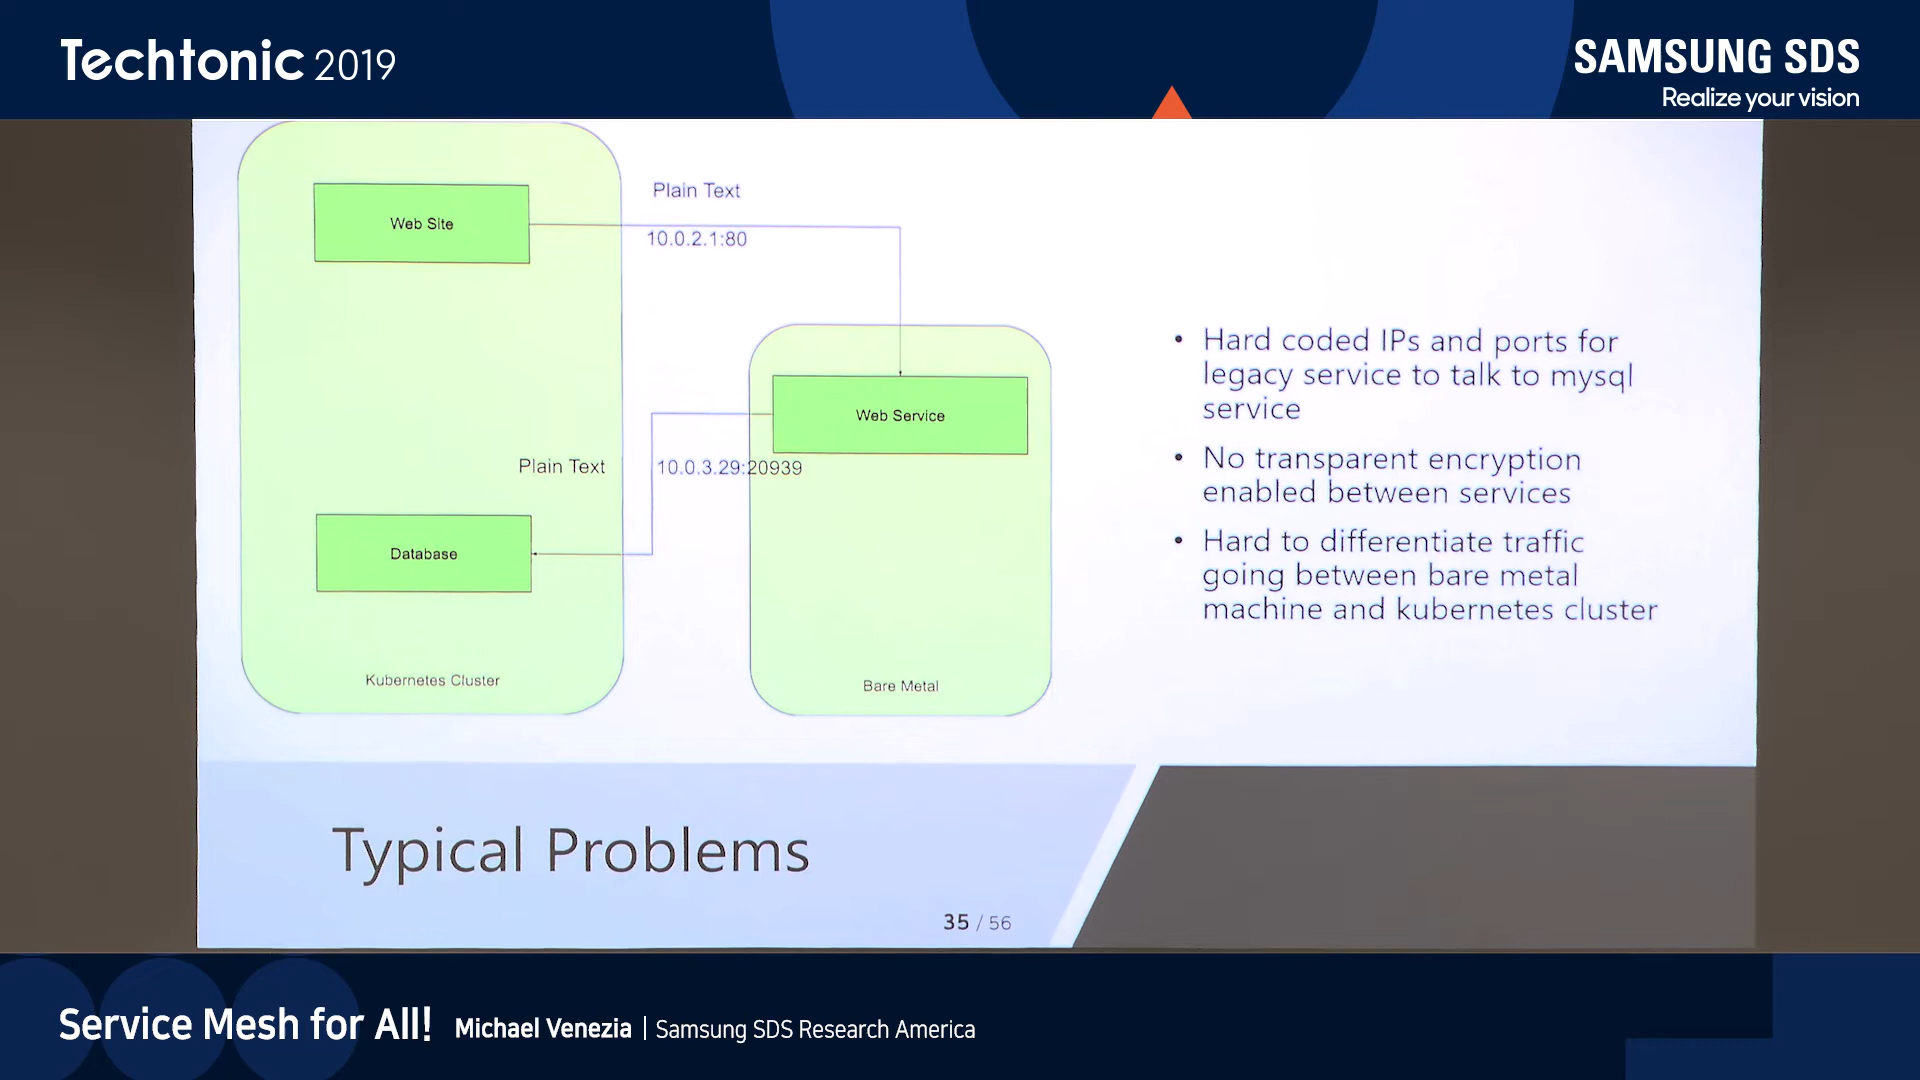 Techtonic 2019
SAMSUNG SDS
Realize your vision
Plain Text
Web Site
10.0.2.1:80
Web Service
Plain Text
10.0.3.29:20939
Database
Kubernetes Cluster
Bare Metal
• Hard coded IPs and ports for
legacy service to talk to mysql
service
• No transparent encryption
enabled between services
• Hard to differentiate traffic
going between bare metal
machine and kubernetes cluster
Typical Problems
35 / 56
Service Mesh for All! Michael Venezia | Samsung SDS Research America